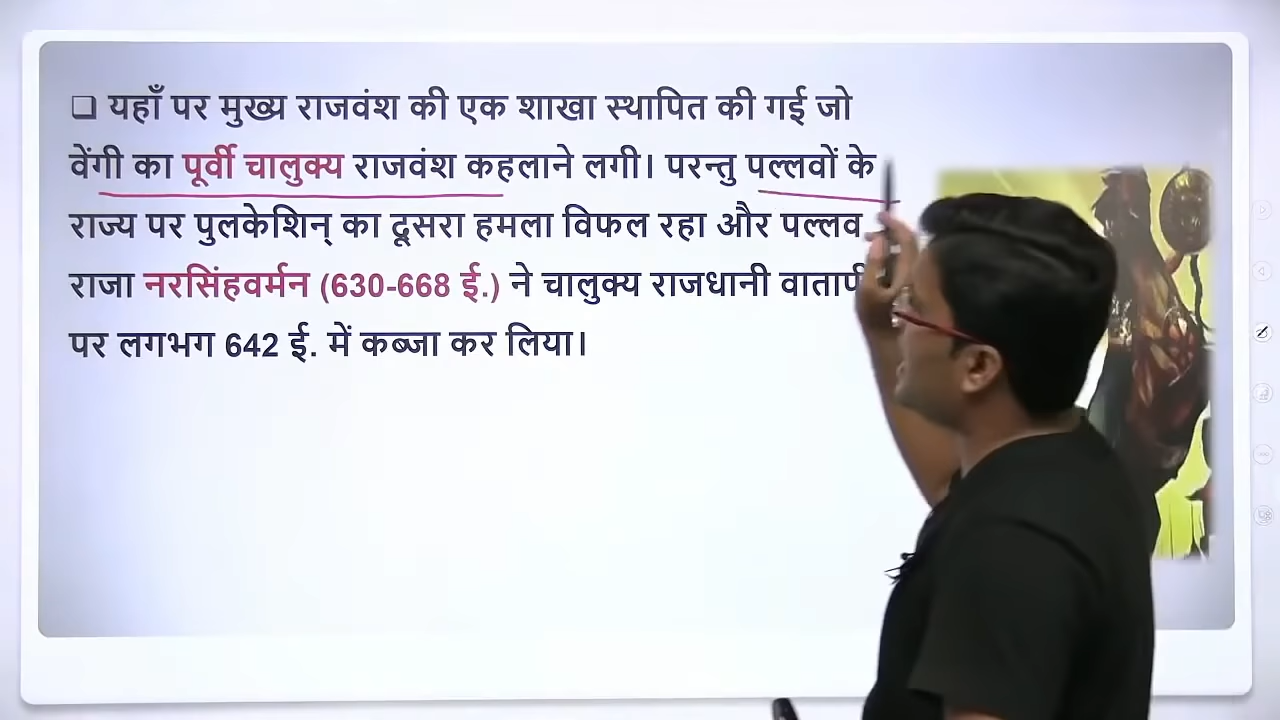 ❑ यहाँ पर मुख्य राजवंश की एक शाखा स्थापित की गई जो
वेंगी का पूर्वी चालुक्य राजवंश कहलाने लगी। परन्तु पल्लवों के
राज्य पर पुलकेशिन् का दूसरा हमला विफल रहा और पल्लव
राजा नरसिंहवर्मन (630-668 ई.) ने चालुक्य राजधानी
पर लगभग 642 ई. में कब्जा कर लिया।